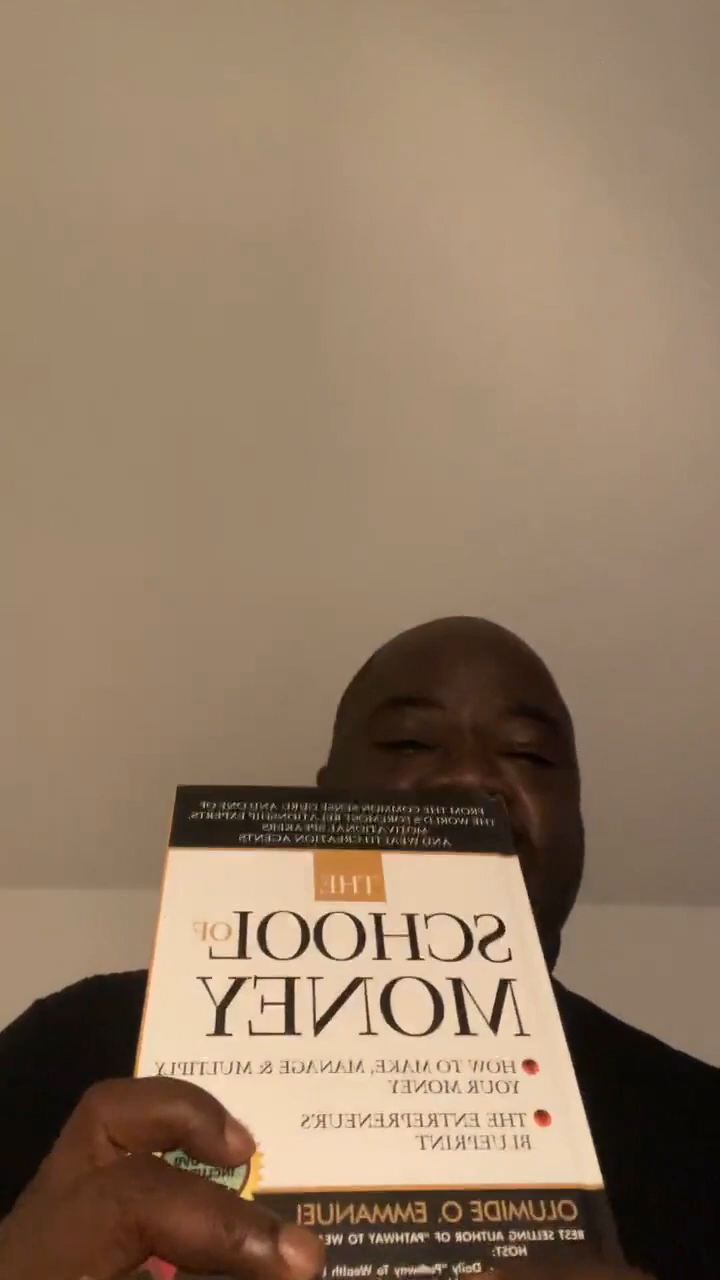 FROM THE COMMON SENSE GURU AND ONE OF
THE WORLD'S FOREMOST RELATIONSHIP EXPERTS,
MOTIVATIONAL SPEAKERS
AND WEALTH CREATION AGENTS
THE
SCHOOL OF
MONEY
HOW TO MAKE, MANAGE & MULTIPLY
YOUR MONEY
THE ENTREPRENEUR'S
BLUEPRINT
OLUMIDE O. EMMANUEL
BEST SELLING AUTHOR OF "PATHWAY TO
HOST:
• Daily "Pathway To Wealth